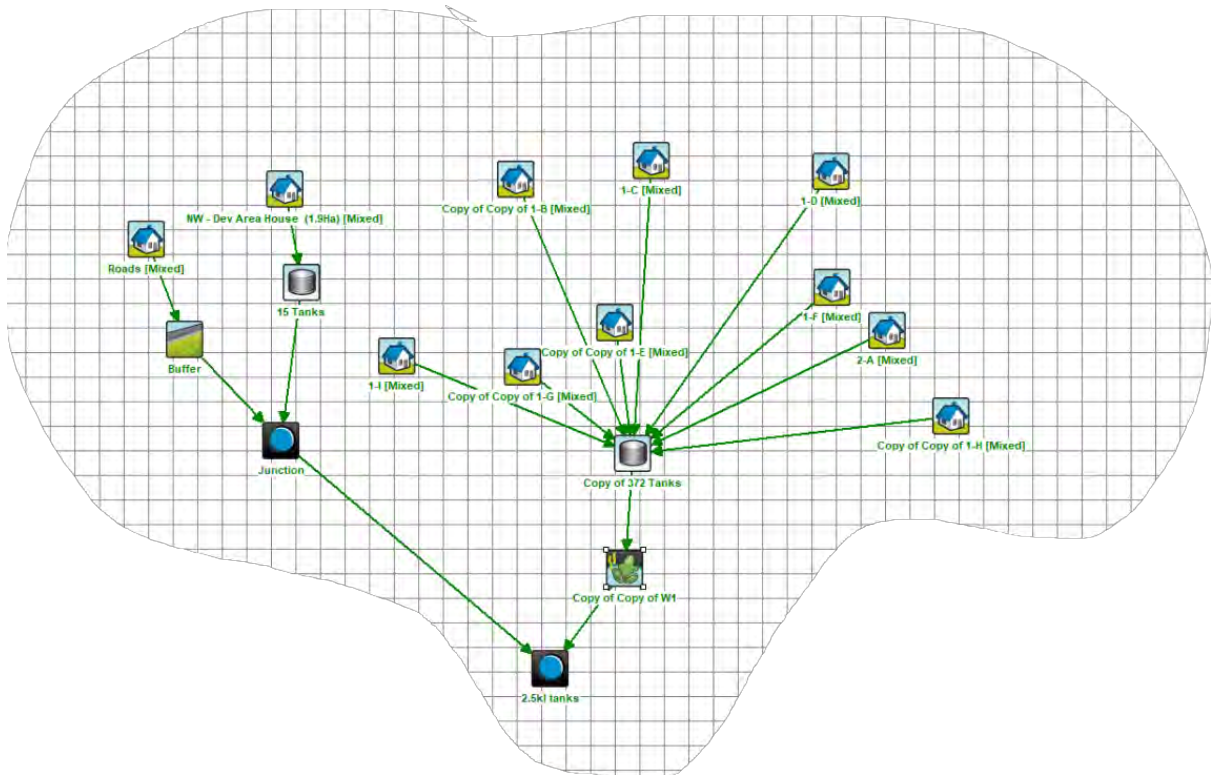 1-C [Mixed]
1-D [Mixed]
Copy of Copy of 1-B [Mixed]
NW - Dev Area House (1.9Ha) [Mixed]
Roads [Mixed]
15 Tanks
1-F [Mixed]
Copy of Copy of 1-E [Mixed]
2-A [Mixed]
Buffer
1-I [Mixed]
Copy of Copy of 1-G [Mixed]
Copy of Copy of 1-H [Mixed]
Junction
Copy of 372 Tanks
Copy of Copy of W1
2.5kl tanks